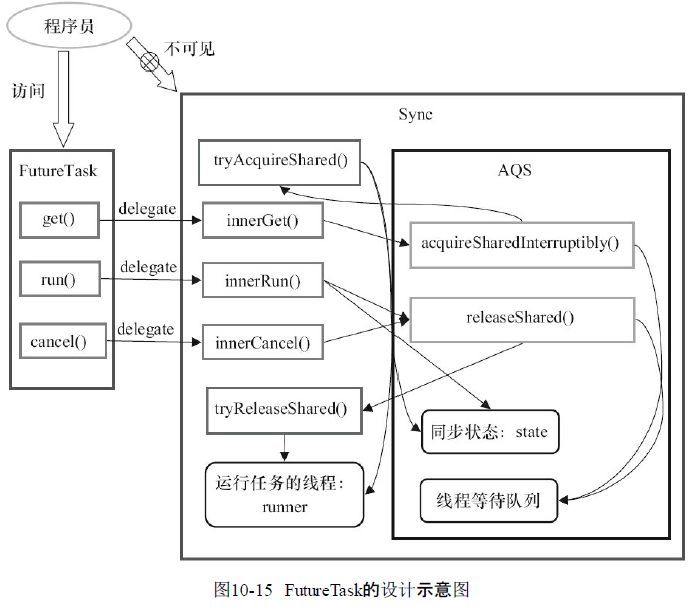 程序员
不可见
访问
Sync
FutureTask
tryAcquireShared()
AQS
get()
delegate
innerGet()
acquireSharedInterruptibly()
run()
delegate
innerRun()
releaseShared()
cancel()
delegate
innerCancel()
tryReleaseShared()
同步状态：state
运行任务的线程：
runner
线程等待队列
图10-15 FutureTask的设计示意图